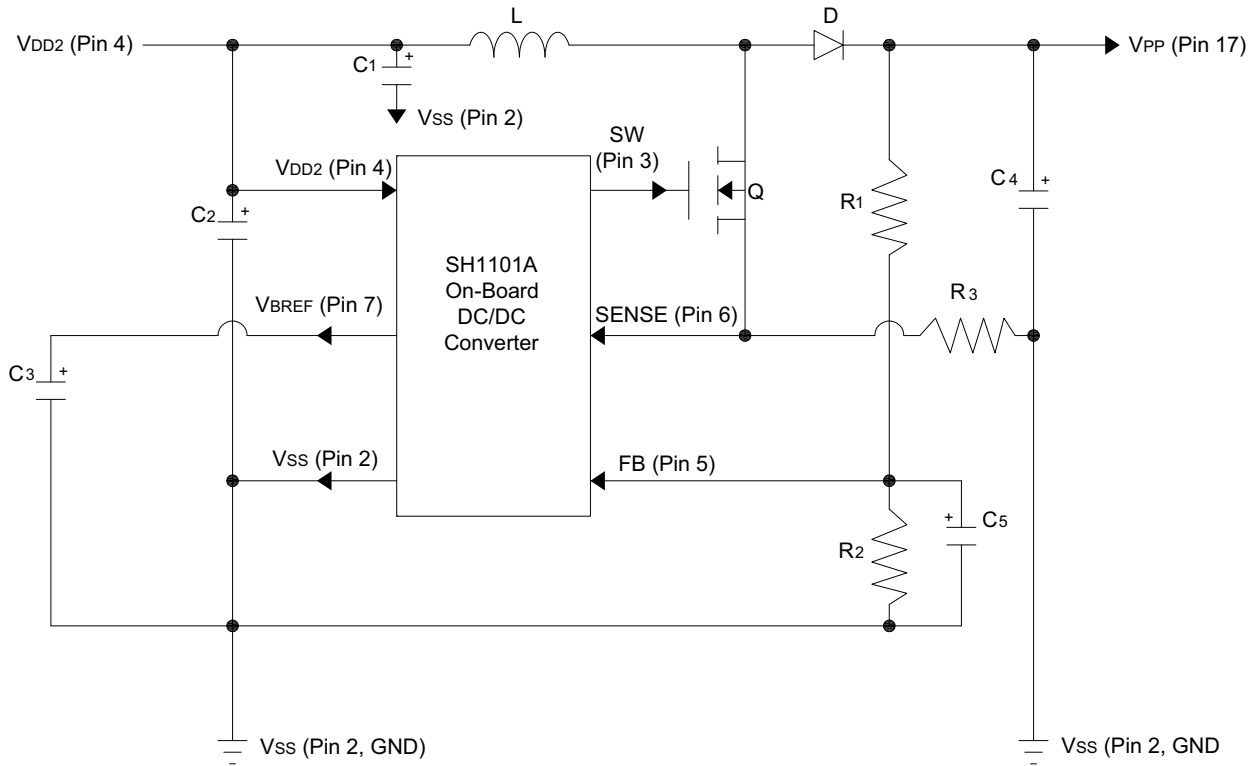 L
D
VDD2 (Pin 4)
VPP (Pin 17)
C1
+
VSS (Pin 2)
SW
(Pin 3)
VDD2 (Pin 4)
Q
R1
C4
+
C2
+
SH1101A
On-Board
DC/DC
Converter
VBREF (Pin 7)
SENSE (Pin 6)
R3
C3
+
VSS (Pin 2)
FB (Pin 5)
+
C5
R2
VSS (Pin 2, GND)
VSS (Pin 2, GND